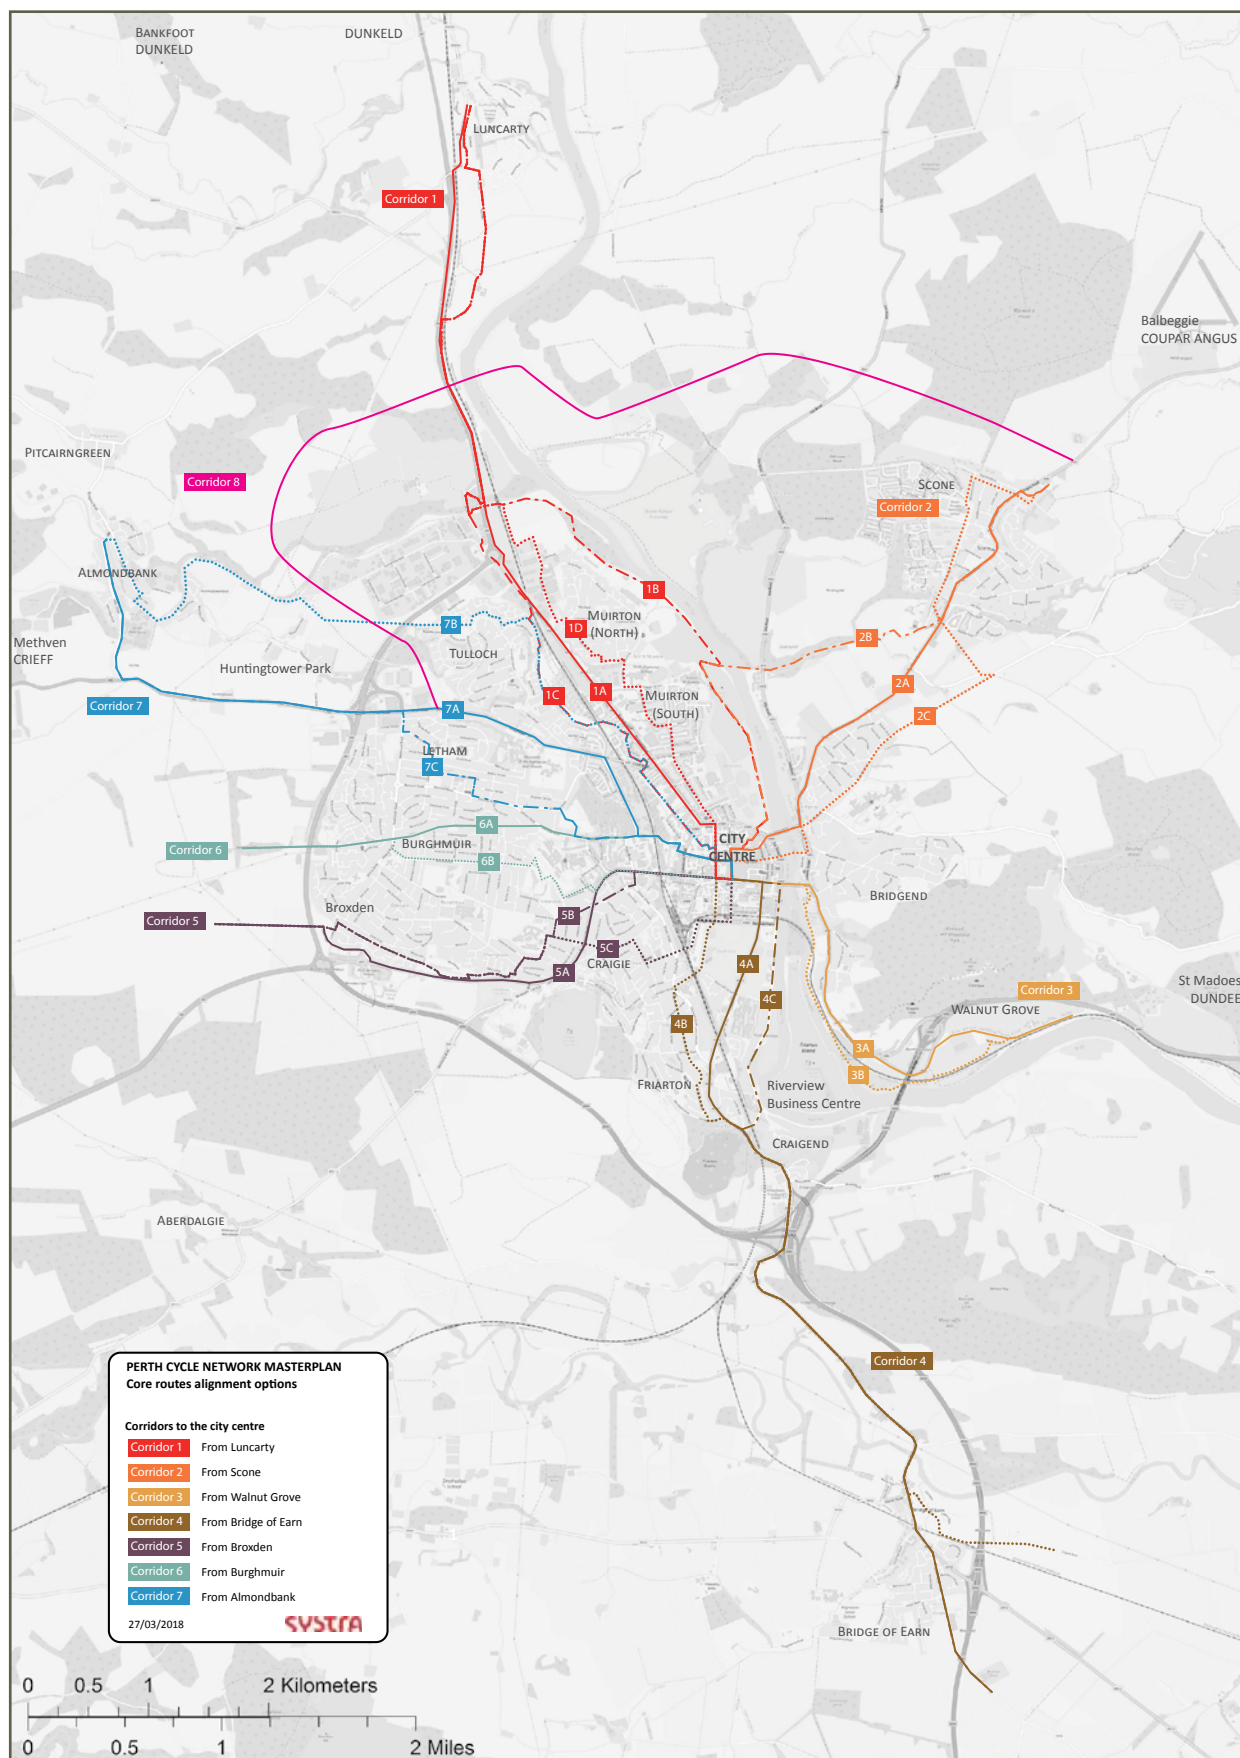 BANKFOOT
DUNKELD
DUNKELD
LUNCARTY
Corridor 1
Balbeggie
COUPAR ANGUS
PITCAIRNGREEN
Corridor 8
SCONE
Corridor 2
ALMONDBANK
1B
MUIRTON
(NORTH)
1D
7B
2B
Methven
CRIEFF
TULLOCH
Huntingtower Park
2A
1A
1C
MUIRTON
(SOUTH)
Corridor 7
7A
2C
LETHAM
7C
6A
CITY
CENTRE
BURGHMUIR
Corridor 6
6B
BRIDGEND
Broxden
Corridor 5
5B
5C
CRAIGIE
5A
4A
4C
St Madoes
DUNDEE
Corridor 3
WALNUT GROVE
4B
3A
3B
FRIARTON
Riverview
Business Centre
CRAIGEND
ABERDALGIE
Corridor 4
PERTH CYCLE NETWORK MASTERPLAN
Core routes alignment options
Corridors to the city centre
Corridor 1 From Luncarty
Corridor 2 From Scone
Corridor 3 From Walnut Grove
Corridor 4 From Bridge of Earn
Corridor 5 From Broxden
Corridor 6 From Burghmuir
Corridor 7 From Almondbank
27/03/2018 SYSTRA
BRIDGE OF EARN
0 0.5 1 2 Kilometers
0 0.5 1 2 Miles